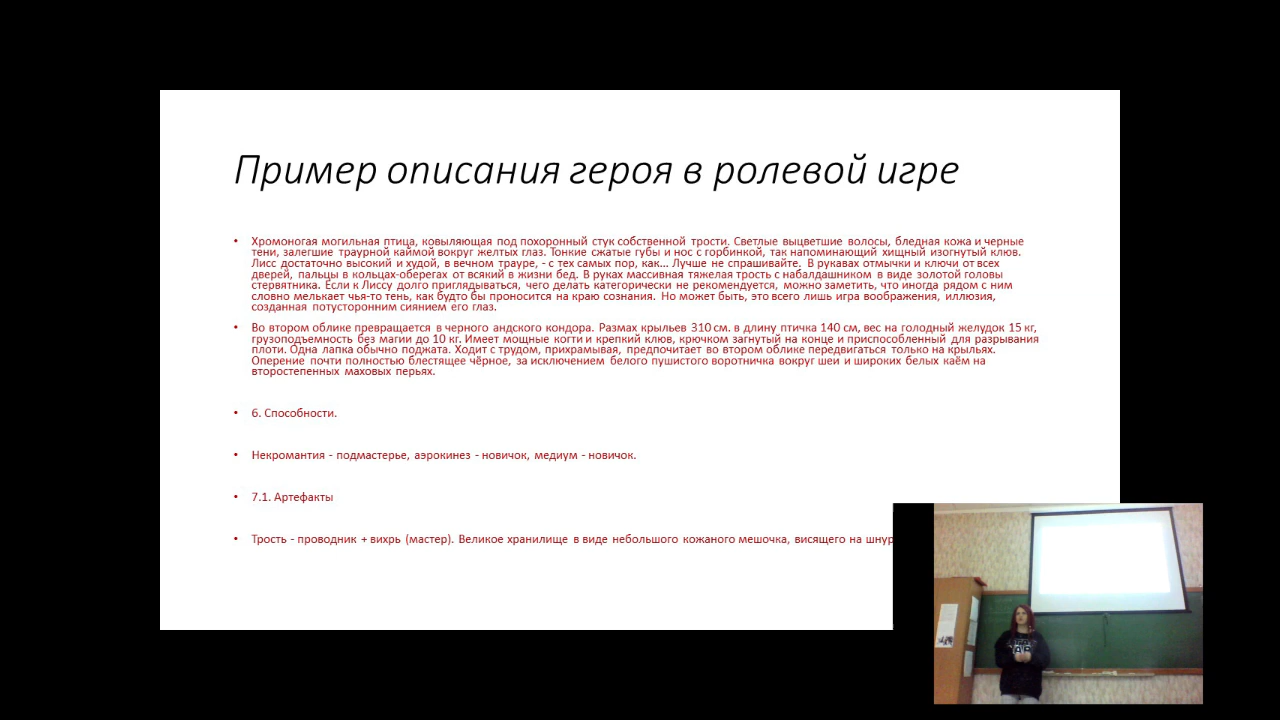 Пример описания героя в ролевой игре
• Хромоногая могильная птица, ковыляющая под похоронный стук собственной трости. Светлые выцветшие волосы, бледная кожа и черные
тени, залегшие траурной каймой вокруг желтых глаз. Тонкие сжатые губы и нос с горбинкой, так напоминающий хищный изогнутый клюв.
Лисс достаточно высокий и худой, в вечном трауре, - с тех самых пор, как... Лучше не спрашивайте. В рукавах отмычки и ключи от всех
дверей, пальцы в кольцах-оберегах от всякий в жизни бед. В руках массивная тяжелая трость с набалдашником в виде золотой головы
стервятника. Если к Лиссу долго приглядываться, чего делать категорически не рекомендуется, можно заметить, что иногда рядом с ним
словно мелькает чья-то тень, как будто бы проносится на краю сознания. Но может быть, это всего лишь игра воображения, иллюзия,
созданная потусторонним сиянием его глаз.
• Во втором облике превращается в черного андского кондора. Размах крыльев 310 см. в длину птичка 140 см, вес на голодный желудок 15 кг,
грузоподъемность без магии до 10 кг. Имеет мощные когти и крепкий клюв, крючком загнутый на конце и приспособленный для разрывания
плоти. Одна лапка обычно поджата. Ходит с трудом, прихрамывая, предпочитает во втором облике передвигаться только на крыльях.
Оперение почти полностью блестящее чёрное, за исключением белого пушистого воротничка вокруг шеи и широких белых каём на
второстепенных маховых перьях.
• 6. Способности.
• Некромантия - подмастерье, аэрокинез - новичок, медиум - новичок.
• 7.1. Артефакты
• Трость - проводник + вихрь (мастер). Великое хранилище в виде небольшого кожаного мешочка, висящего на шнур